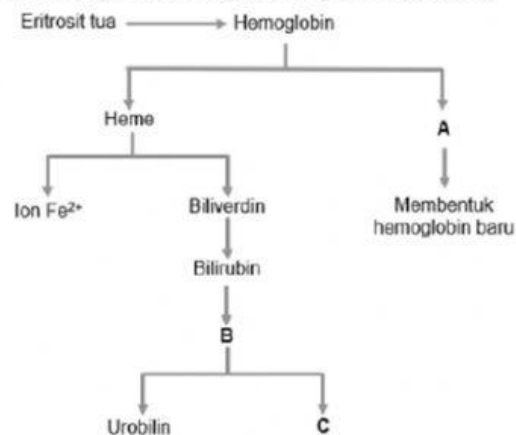 Eritrosit tua Hemoglobin
Heme A
Ion Fe²⁺ Biliverdin Membentuk
hemoglobin baru
Bilirubin
B
Urobilin C